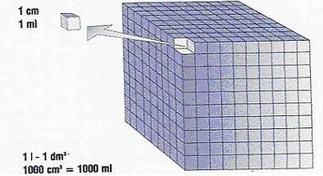 1 cm
1 ml
1 l - 1 dm³
1000 cm³ = 1000 ml